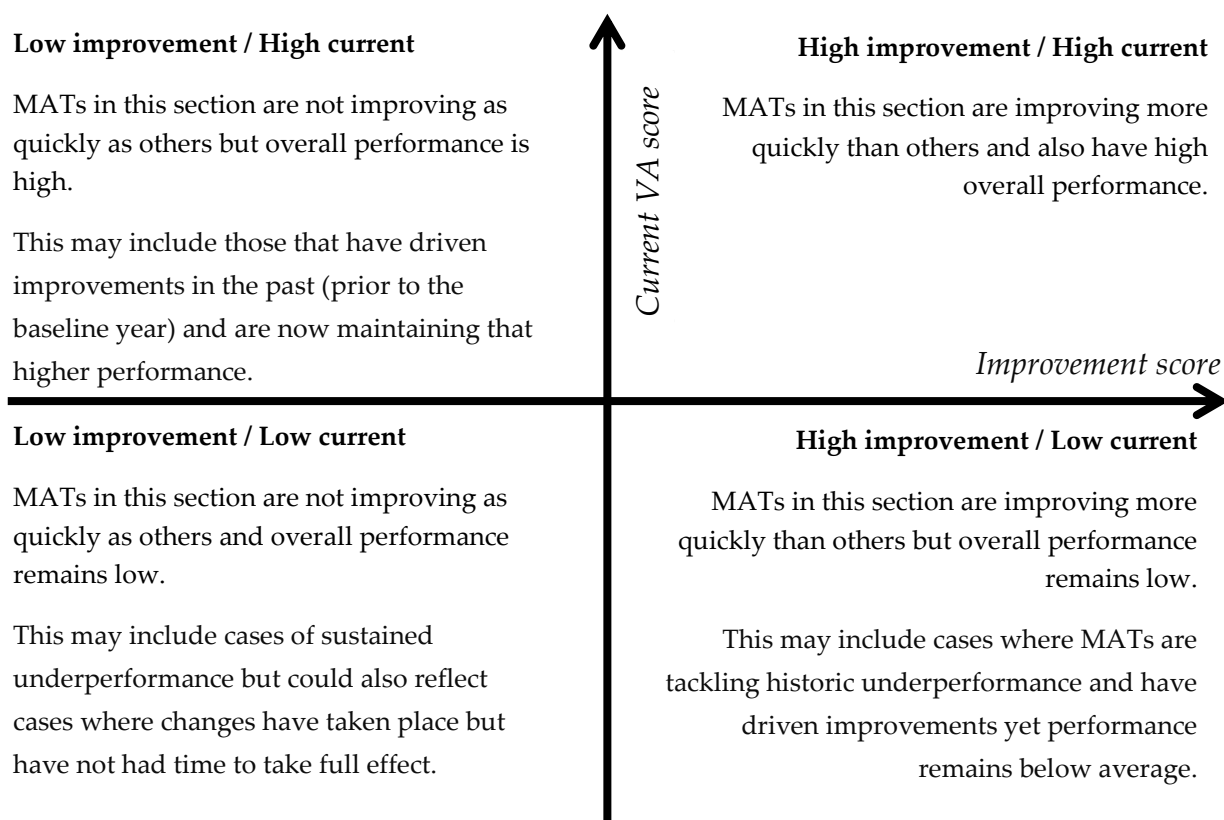 Low improvement / High current
MATs in this section are not improving as
quickly as others but overall performance is
high.
This may include those that have driven
improvements in the past (prior to the
baseline year) and are now maintaining that
higher performance.
Current VA score
High improvement / High current
MATs in this section are improving more
quickly than others and also have high
overall performance.
Improvement score
Low improvement / Low current
MATs in this section are not improving as
quickly as others and overall performance
remains low.
This may include cases of sustained
underperformance but could also reflect
cases where changes have taken place but
have not had time to take full effect.
High improvement / Low current
MATs in this section are improving more
quickly than others but overall performance
remains low.
This may include cases where MATs are
tackling historic underperformance and have
driven improvements yet performance
remains below average.